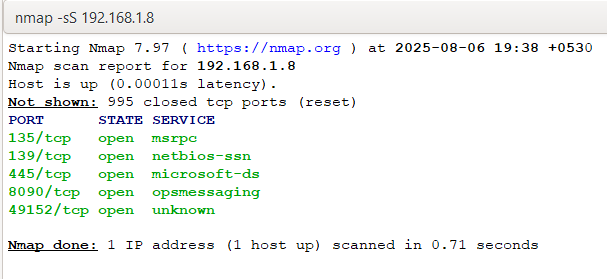 nmap -sS 192.168.1.8
Starting Nmap 7.97 ( https://nmap.org ) at 2025-08-06 19:38 +0530
Nmap scan report for 192.168.1.8
Host is up (0.00011s latency).
Not shown: 995 closed tcp ports (reset)
PORT STATE SERVICE
135/tcp open msrpc
139/tcp open netbios-ssn
445/tcp open microsoft-ds
8090/tcp open opsmessaging
49152/tcp open unknown
Nmap done: 1 IP address (1 host up) scanned in 0.71 seconds